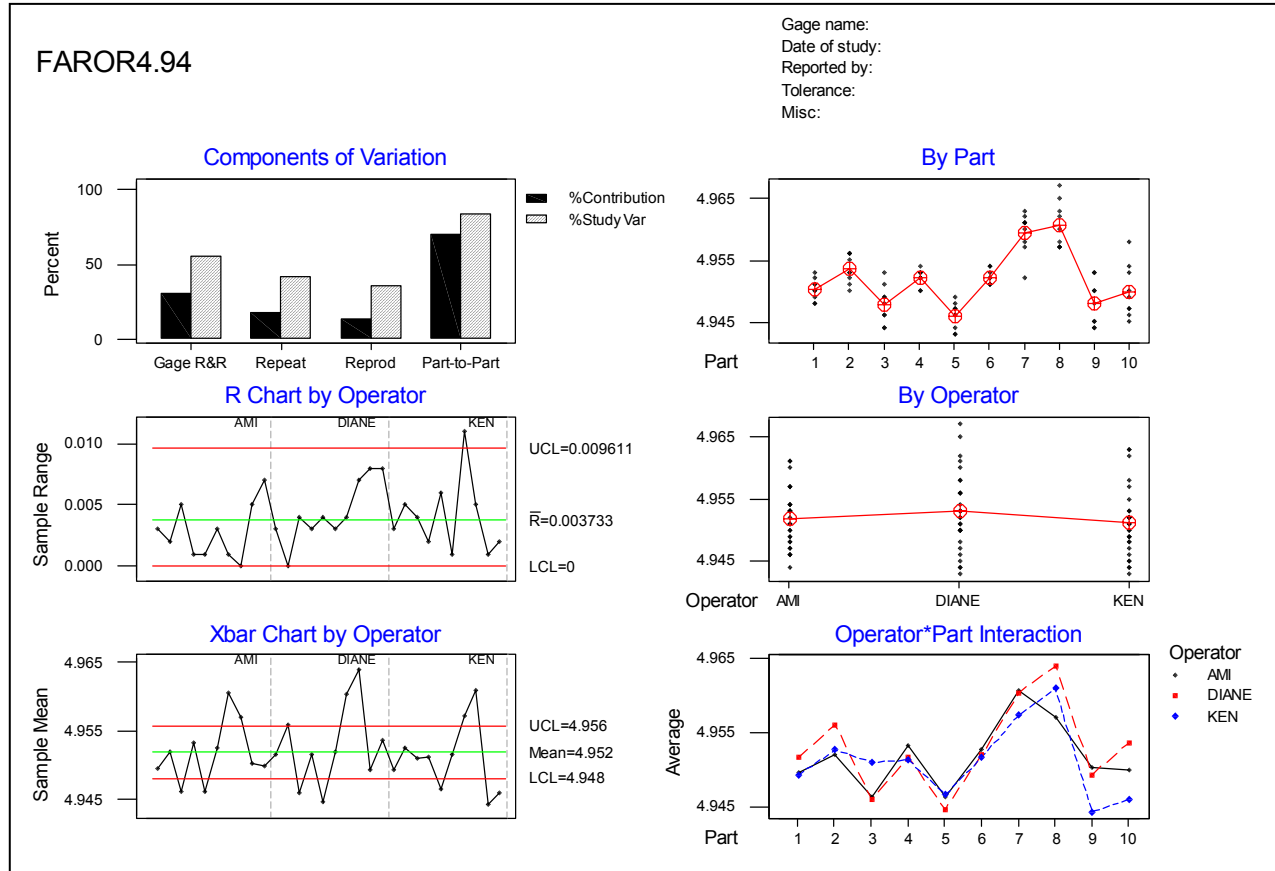 FAROR4.94
Gage name:
Date of study:
Reported by:
Tolerance:
Misc:
Components of Variation
Percent
100
50
0
Gage R&R Repeat Reprod Part-to-Part
%Contribution
%Study Var
By Part
4.965
4.955
4.945
Part 1 2 3 4 5 6 7 8 9 10
R Chart by Operator
Sample Range
0.010
0.005
0.000
AMI DIANE KEN
UCL=0.009611
R=0.003733
LCL=0
By Operator
4.965
4.955
4.945
Operator AMI DIANE KEN
Xbar Chart by Operator
Sample Mean
4.965
4.955
4.945
AMI DIANE KEN
UCL=4.956
Mean=4.952
LCL=4.948
Operator*Part Interaction
Average
4.965
4.955
4.945
Part 1 2 3 4 5 6 7 8 9 10
Operator
AMI
DIANE
KEN